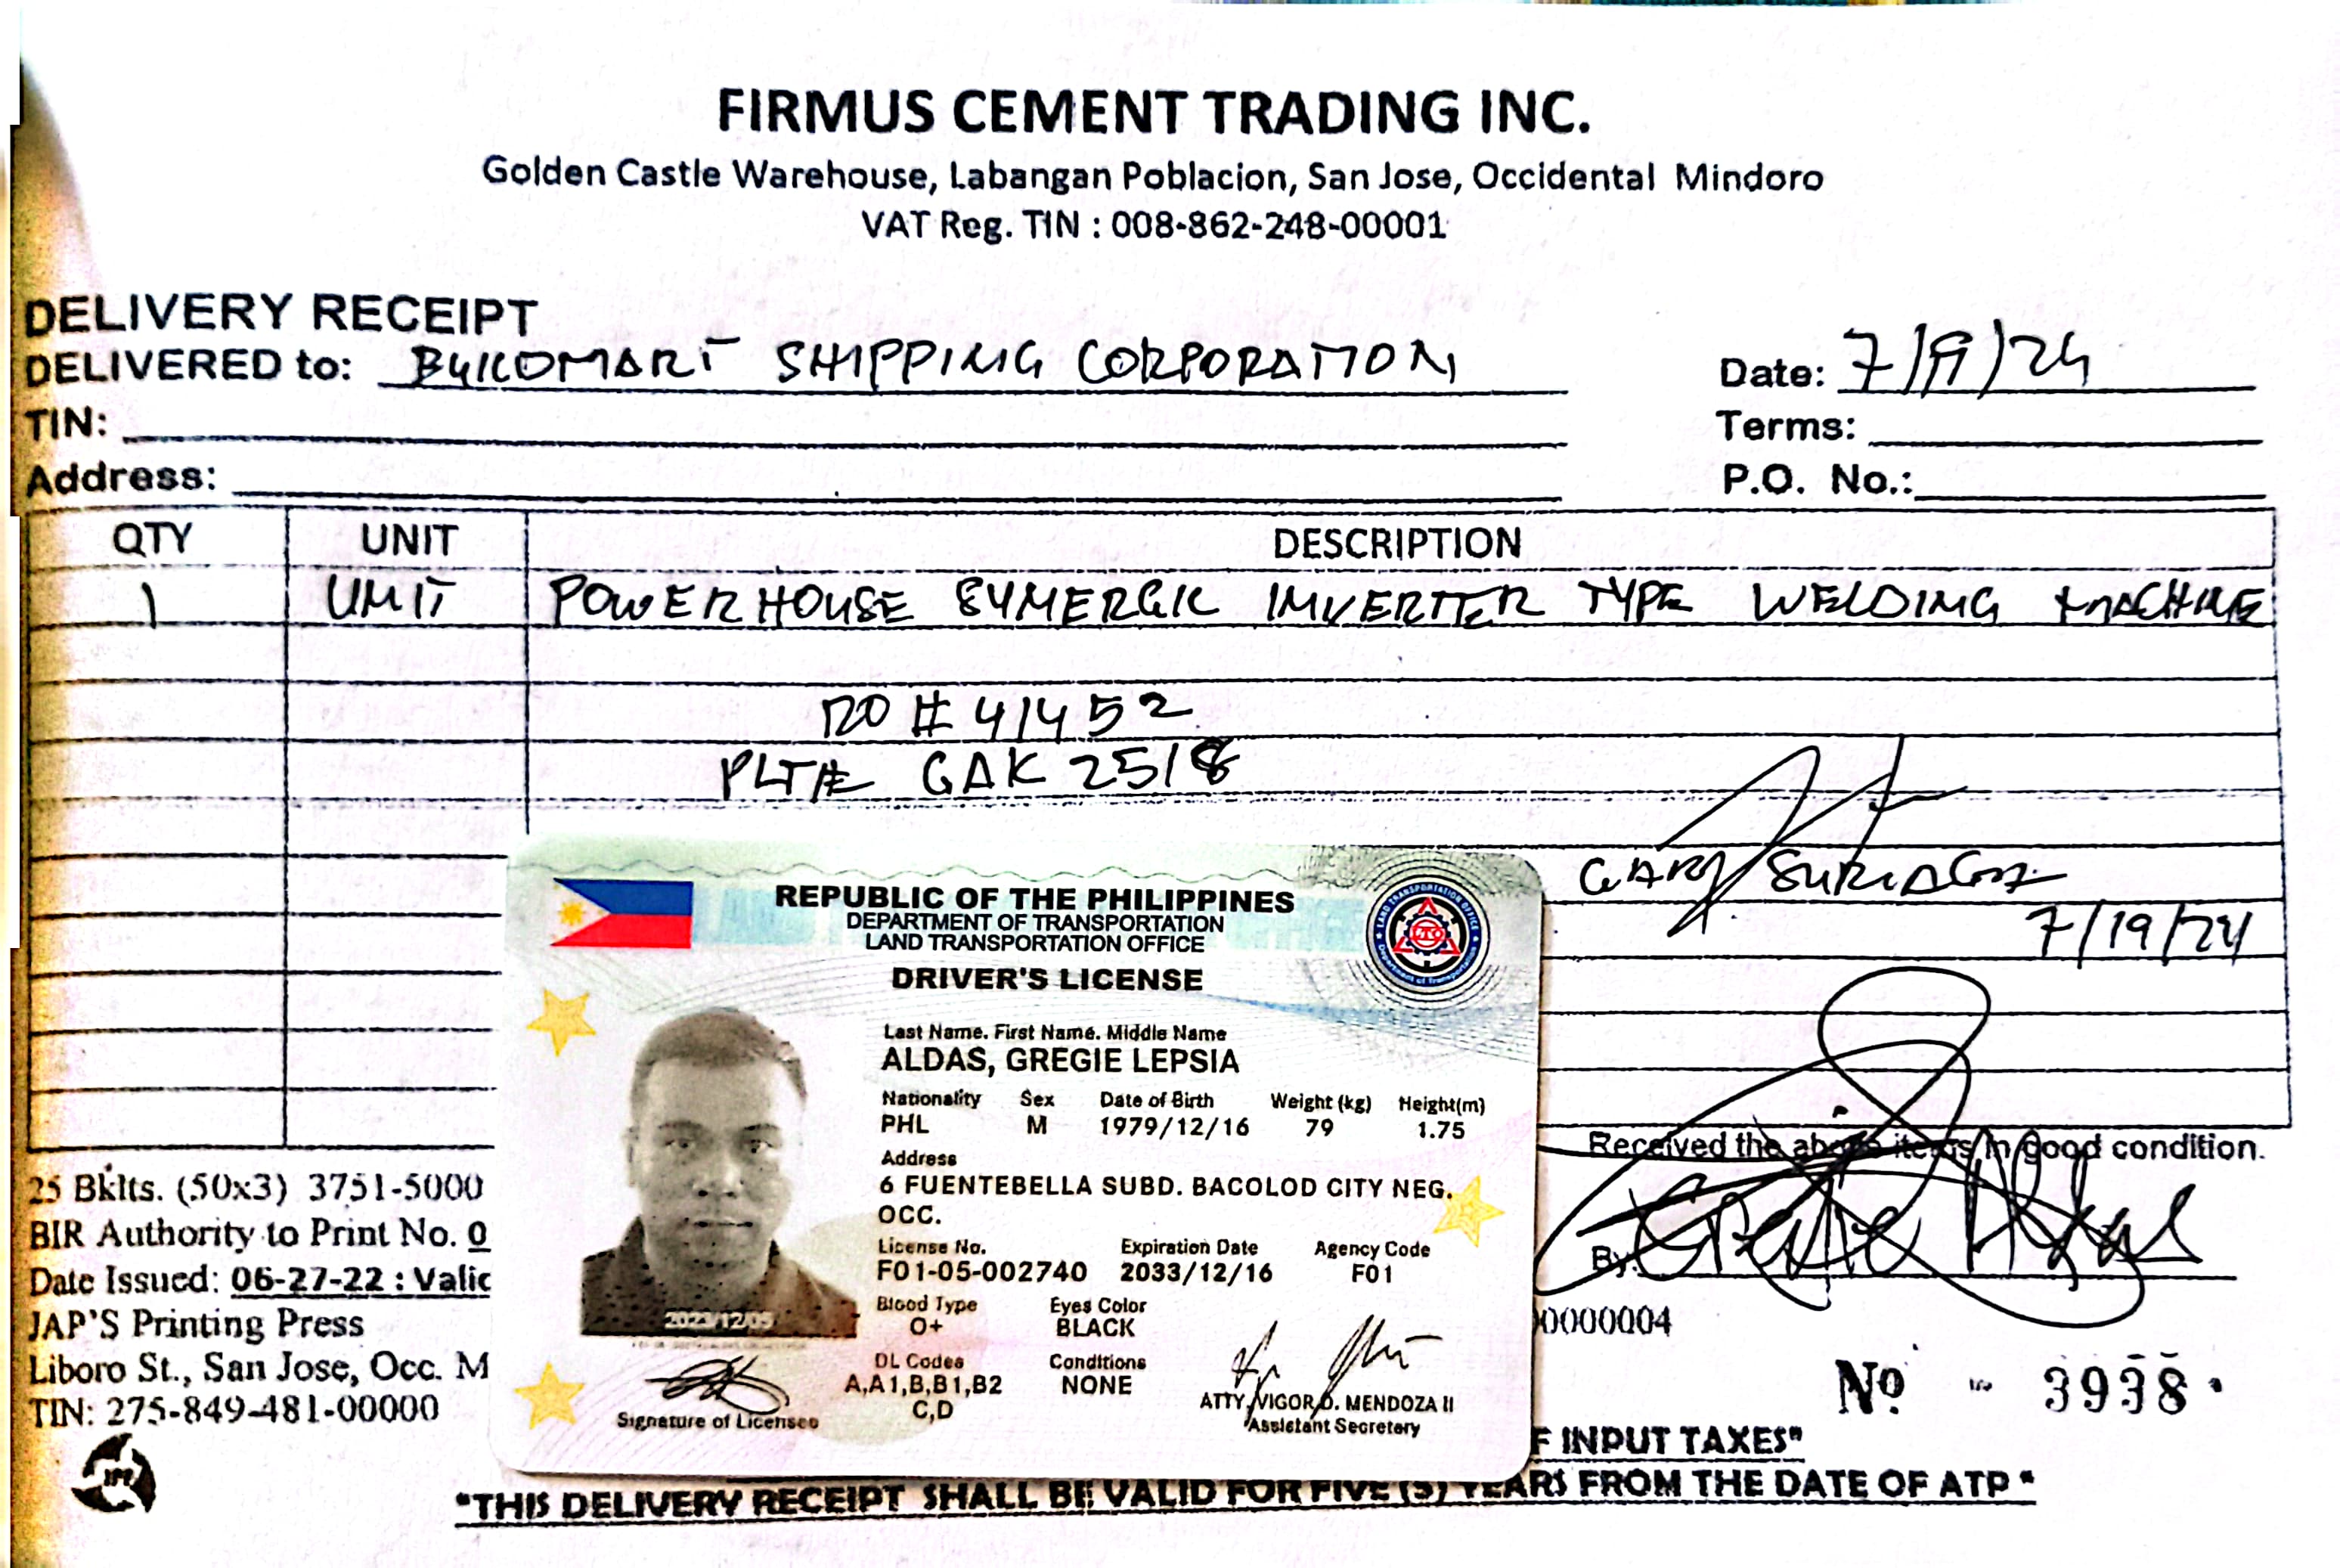 FIRMUS CEMENT TRADING INC.
Golden Castle Warehouse, Labangan Poblacion, San Jose, Occidental Mindoro
VAT Reg. TIN : 008-862-248-00001
DELIVERY RECEIPT
DELIVERED to: BUILDMART SHIPPING CORPORATION
Date: 7/19/24
TIN:
Terms:
Address:
P.O. No.:
QTY UNIT DESCRIPTION
1 UNIT POWERHOUSE SYNERGIC INVERTER TYPE WELDING MACHINE
RO # 41452
PLT# GAK 2518
GARY
7/19/24
REPUBLIC OF THE PHILIPPINES
DEPARTMENT OF TRANSPORTATION
LAND TRANSPORTATION OFFICE
DRIVER'S LICENSE
LTO
Last Name. First Name. Middle Name
ALDAS, GREGIE LEPSIA
Nationality Sex Date of Birth Weight (kg) Height(m)
PHL M 1979/12/16 79 1.75
Address
6 FUENTEBELLA SUBD. BACOLOD CITY NEG.
OCC.
License No. Expiration Date Agency Code
F01-05-002740 2033/12/16 F01
Blood Type Eyes Color
O+ BLACK
DL Codes Conditions
A,A1,B,B1,B2 NONE
C,D
2023/12/05
Signature of Licensee
ATTY. VIGOR D. MENDOZA II
Assistant Secretary
Received the above items in good condition.
By: Gregie Aldas
25 Bklts. (50x3) 3751-5000
BIR Authority to Print No. 0
0000004
Date Issued: 06-27-22 : Valid
JAP'S Printing Press
Liboro St., San Jose, Occ. M
TIN: 275-849-481-00000
No - 3938
F INPUT TAXES"
"THIS DELIVERY RECEIPT SHALL BE VALID FOR FIVE (5) YEARS FROM THE DATE OF ATP "